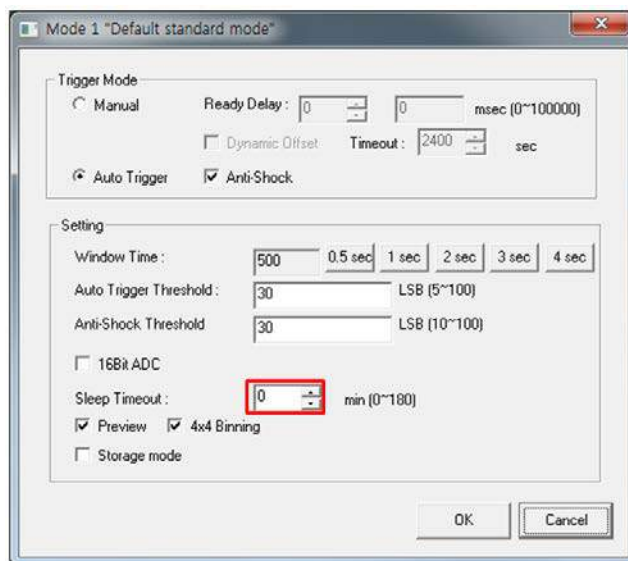 Mode 1 "Default standard mode"
Trigger Mode
Manual Ready Delay : 0 0 msec (0~100000)
Dynamic Offset Timeout : 2400 sec
Auto Trigger Anti-Shock
Setting
Window Time : 500 0.5 sec 1 sec 2 sec 3 sec 4 sec
Auto Trigger Threshold : 30 LSB (5~100)
Anti-Shock Threshold 30 LSB (10~100)
16Bit ADC
Sleep Timeout : 0 min (0~180)
Preview 4x4 Binning
Storage mode
OK Cancel